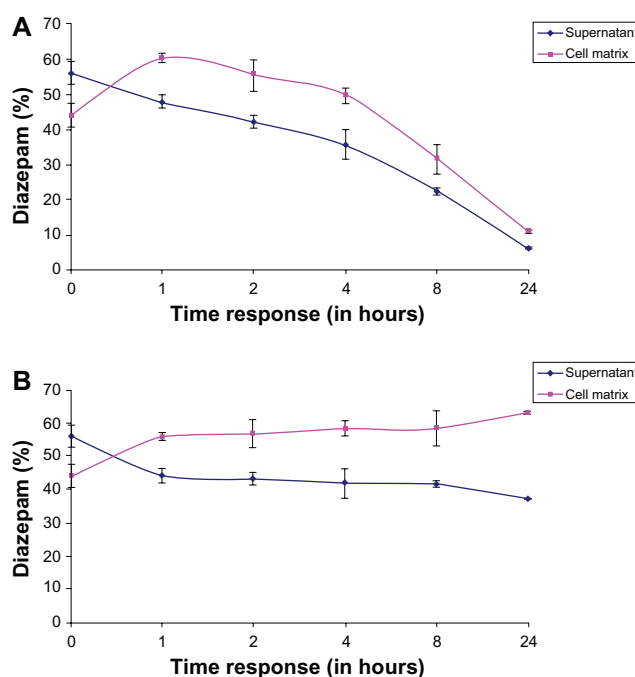 A
Supernatant
Cell matrix
70
60
50
40
30
20
10
0
Diazepam (%)
0 1 2 4 8 24
Time response (in hours)
B
Supernatant
Cell matrix
70
60
50
40
30
20
10
0
Diazepam (%)
0 1 2 4 8 24
Time response (in hours)